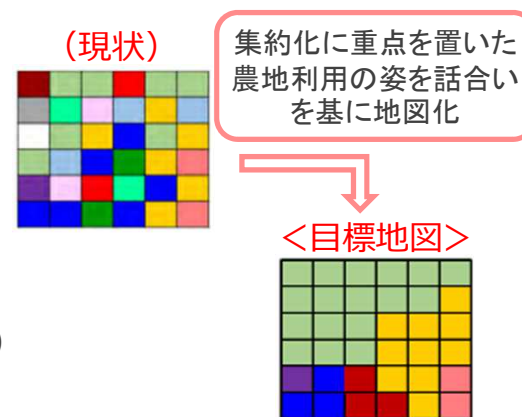 （現状）
集約化に重点を置いた
農地利用の姿を話合い
を基に地図化
＜目標地図＞
）